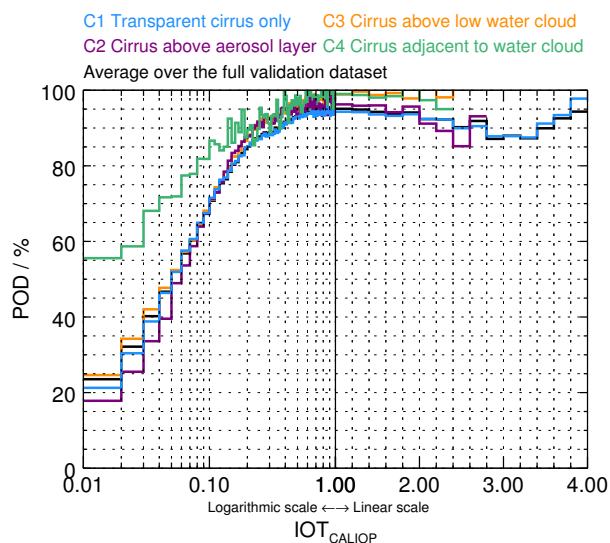 C1 Transparent cirrus only C3 Cirrus above low water cloud
C2 Cirrus above aerosol layer C4 Cirrus adjacent to water cloud
Average over the full validation dataset
100
80
60
40
20
0
POD / %
0.01 0.10 1.00 2.00 3.00 4.00
Logarithmic scale ←→ Linear scale
IOT_CALIOP